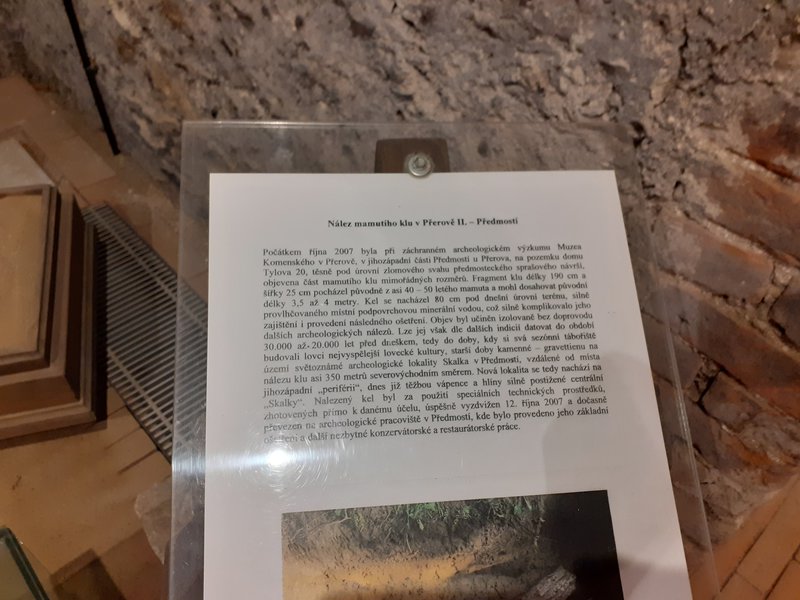 Nález mamutího klu v Přerově II. – Předmostí
Počátkem října 2007 byla při záchranném archeologickém výzkumu Muzea
Komenského v Přerově, v jihozápadní části Předmostí u Přerova, na pozemku domu
Tylova 20, těsně pod úrovní zlomového svahu předmosteckého sprašového návrší,
objevena část mamutího klu mimořádných rozměrů. Fragment klu délky 190 cm a
šířky 25 cm pocházel původně z asi 40 – 50 letého mamuta a mohl dosahovat původní
délky 3,5 až 4 metry. Kel se nacházel 80 cm pod dnešní úrovní terénu, silně
provlhčovaného místní podpovrchovou minerální vodou, což silně komplikovalo jeho
zajištění i provedení následného ošetření. Objev byl učiněn izolovaně bez doprovodu
dalších archeologických nálezů. Lze jej však dle dalších indicií datovat do období
30.000 až 20.000 let před dneškem, tedy do doby, kdy si svá sezónní tábořiště
budovali lovci nejvyspělejší lovecké kultury, starší doby kamenné – gravettienu na
území světoznámé archeologické lokality Skalka v Předmostí, vzdálené od místa
nálezu klu asi 350 metrů severovýchodním směrem. Nová lokalita se tedy nachází na
jihozápadní „periférii“, dnes již těžbou vápence a hlíny silně postižené centrální
„Skalky“. Nalezený kel byl za použití speciálních technických prostředků,
zhotovených přímo k danému účelu, úspěšně vyzdvižen 12. října 2007 a dočasně
převezen na archeologické pracoviště v Předmostí, kde bylo provedeno jeho základní
ošetření a další nezbytné konzervátorské a restaurátorské práce.